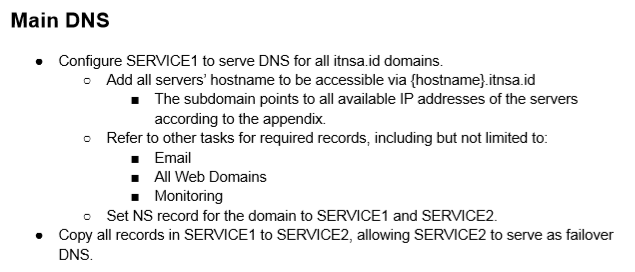 Main DNS
● Configure SERVICE1 to serve DNS for all itnsa.id domains.
○ Add all servers' hostname to be accessible via {hostname}.itnsa.id
■ The subdomain points to all available IP addresses of the servers
according to the appendix.
○ Refer to other tasks for required records, including but not limited to:
■ Email
■ All Web Domains
■ Monitoring
○ Set NS record for the domain to SERVICE1 and SERVICE2.
● Copy all records in SERVICE1 to SERVICE2, allowing SERVICE2 to serve as failover
DNS.